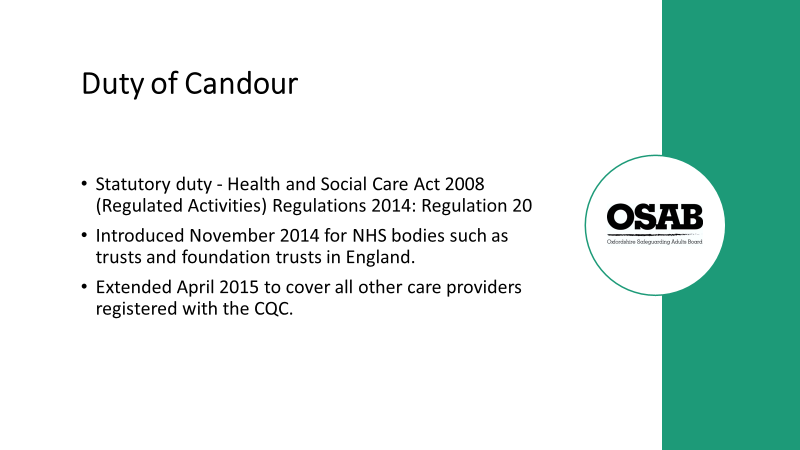 Duty of Candour
• Statutory duty - Health and Social Care Act 2008
(Regulated Activities) Regulations 2014: Regulation 20
• Introduced November 2014 for NHS bodies such as
trusts and foundation trusts in England.
• Extended April 2015 to cover all other care providers
registered with the CQC.
OSAB
Oxfordshire Safeguarding Adults Board